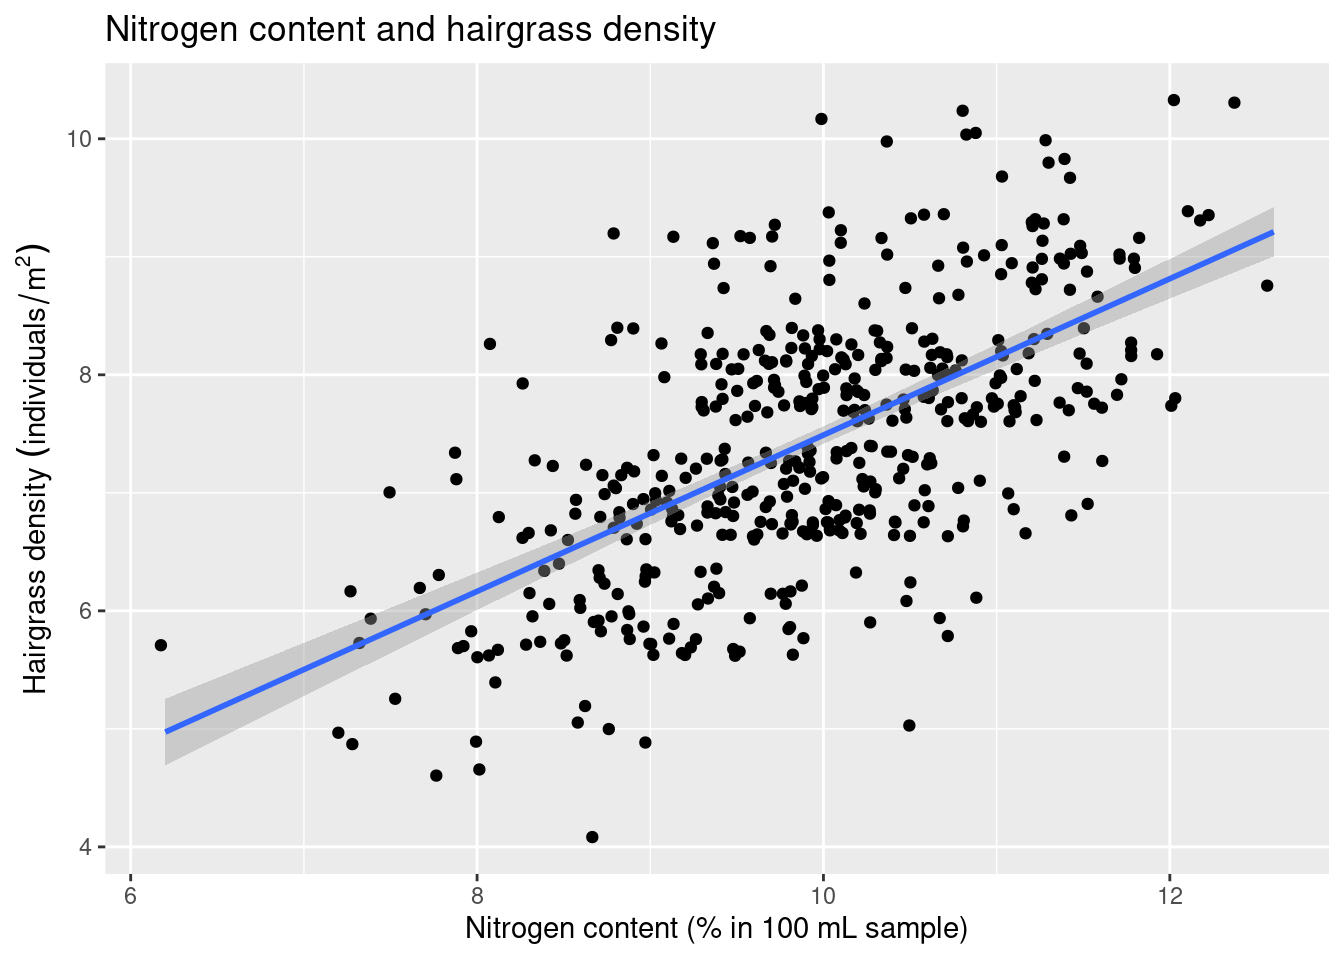 Nitrogen content and hairgrass density
Hairgrass density (individuals/m²)
10
8
6
4
6 8 10 12
Nitrogen content (% in 100 mL sample)